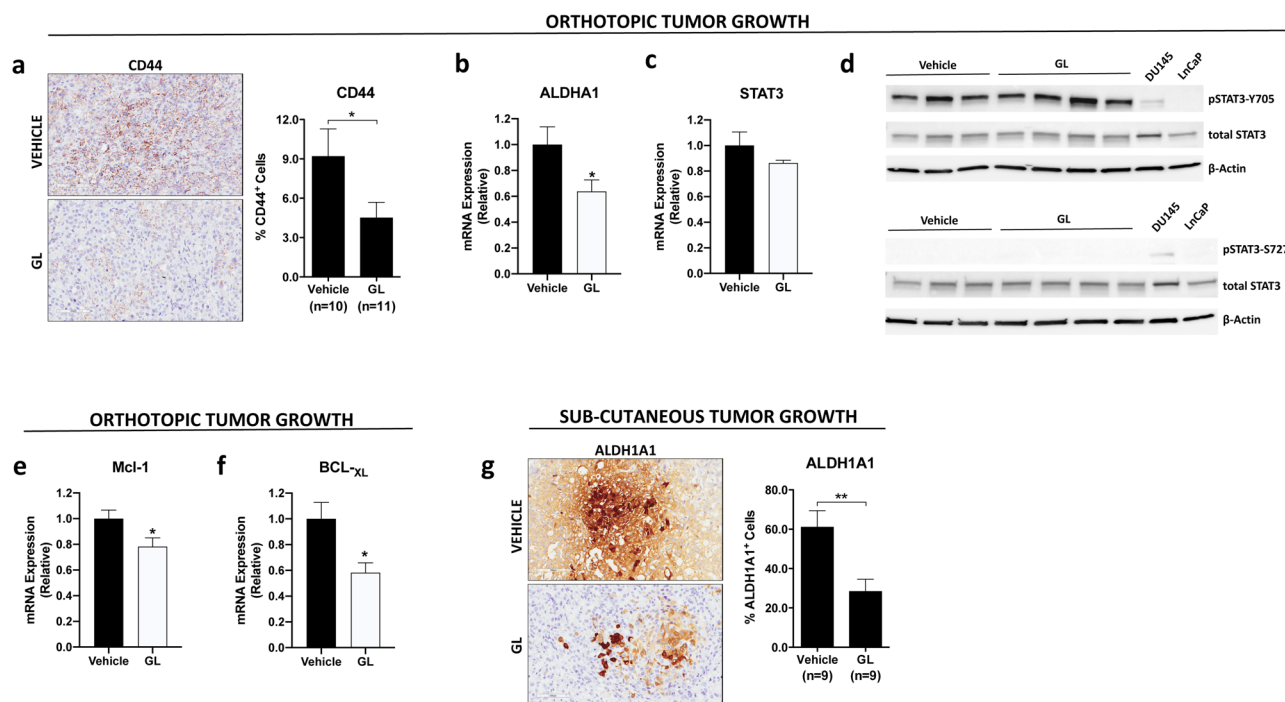 ORTHOTOPIC TUMOR GROWTH
a
CD44
VEHICLE
GL
CD44
*
% CD44+ Cells
12.0
9.0
6.0
3.0
0.0
Vehicle GL
(n=10) (n=11)
b
ALDHA1
mRNA Expression
(Relative)
1.2
1.0
0.8
0.6
0.4
0.2
0.0
*
Vehicle GL
c
STAT3
mRNA Expression
(Relative)
1.2
1.0
0.8
0.6
0.4
0.2
0.0
Vehicle GL
d
Vehicle GL DU145 LnCaP
pSTAT3-Y705
total STAT3
β-Actin
Vehicle GL DU145 LnCaP
pSTAT3-S727
total STAT3
β-Actin
ORTHOTOPIC TUMOR GROWTH
e
Mcl-1
mRNA Expression
(Relative)
1.2
1.0
0.8
0.6
0.4
0.2
0.0
*
Vehicle GL
f
BCL-XL
mRNA Expression
(Relative)
1.2
1.0
0.8
0.6
0.4
0.2
0.0
*
Vehicle GL
SUB-CUTANEOUS TUMOR GROWTH
g
ALDH1A1
VEHICLE
GL
ALDH1A1
**
% ALDH1A1+ Cells
80.0
60.0
40.0
20.0
0.0
Vehicle GL
(n=9) (n=9)